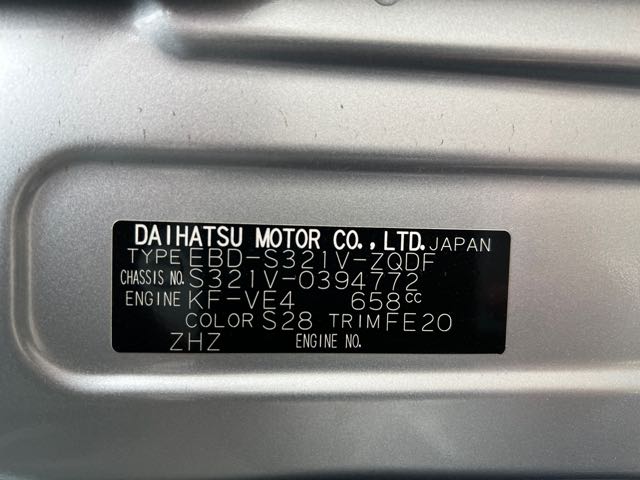 DAIHATSU MOTOR CO.,LTD. JAPAN
TYPE EBD-S321V-ZQDF
CHASSIS NO. S321V-0394772
ENGINE KF-VE4 658cc
COLOR S28 TRIM FE20
ZHZ ENGINE NO.